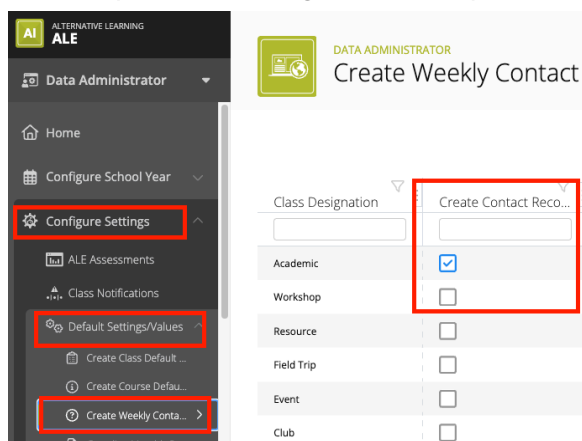 AI
ALTERNATIVE LEARNING
ALE
Data Administrator
Home
Configure School Year
Configure Settings
ALE Assessments
Class Notifications
Default Settings/Values
Create Class Default ...
Create Course Defau...
Create Weekly Conta...
DATA ADMINISTRATOR
Create Weekly Contact
Class Designation
Create Contact Reco...
Academic
Workshop
Resource
Field Trip
Event
Club